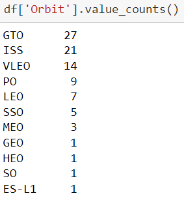 df['Orbit'].value_counts()
GTO 27
ISS 21
VLEO 14
PO 9
LEO 7
SSO 5
MEO 3
GEO 1
HEO 1
SO 1
ES-L1 1